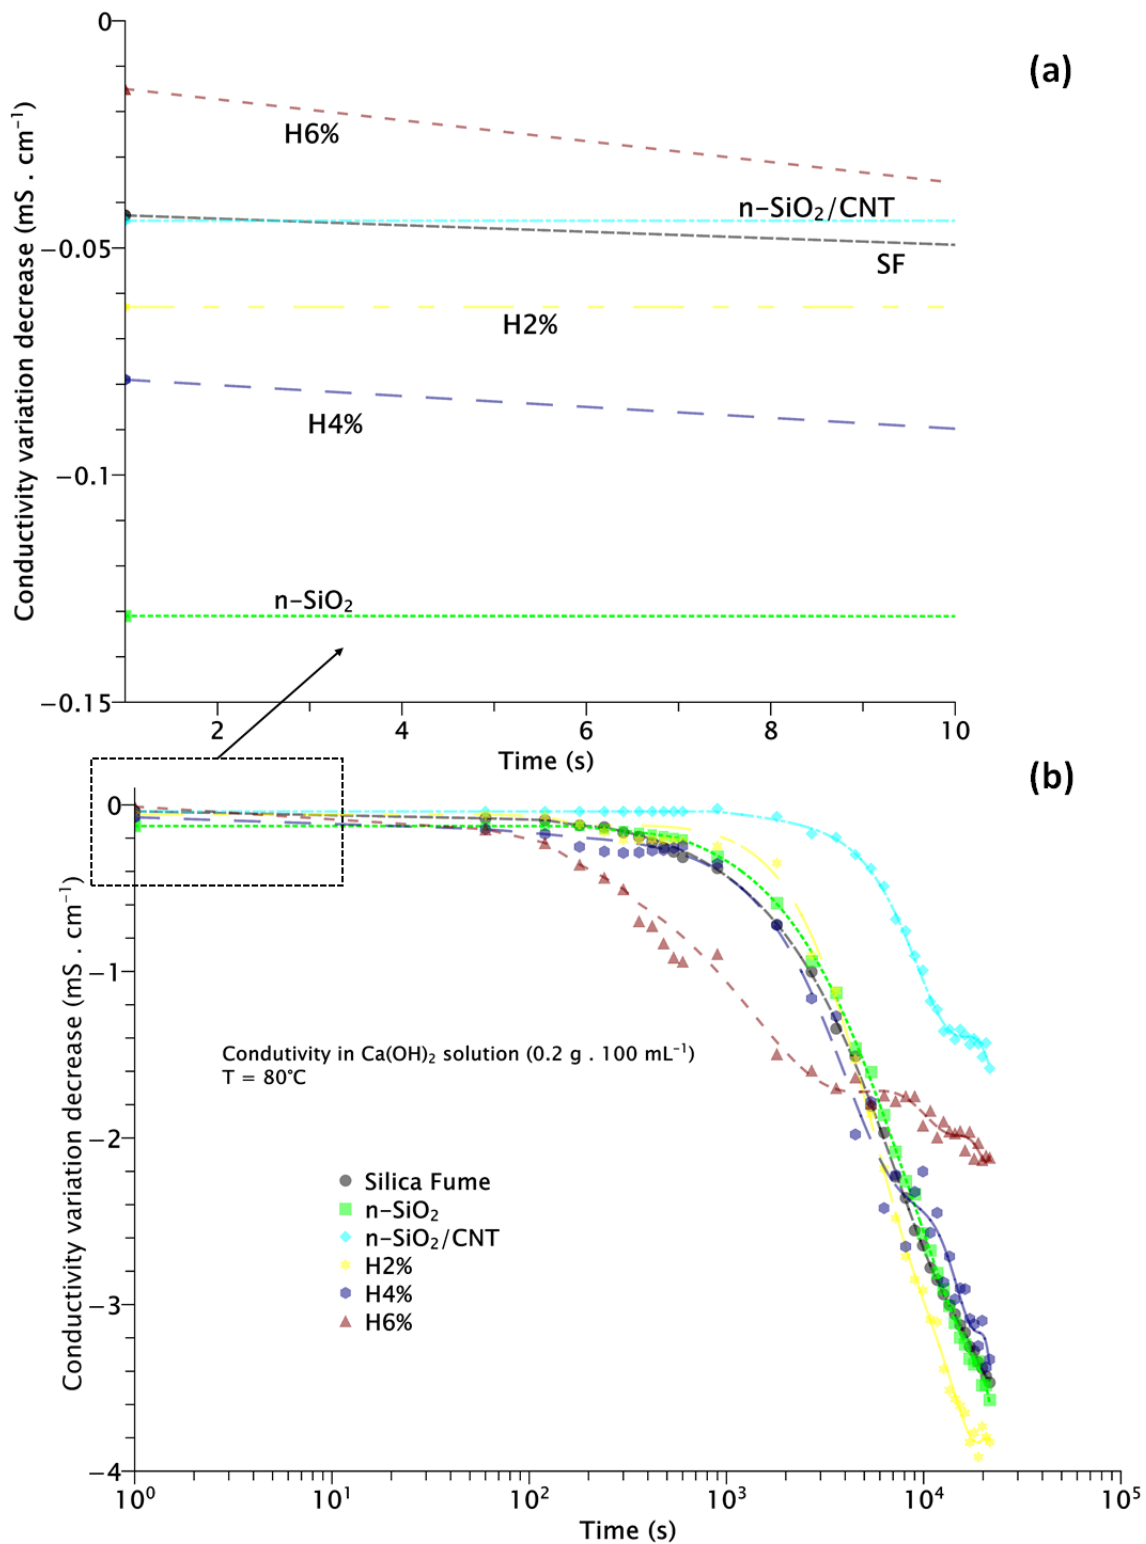 (a)
0
−0.05
−0.1
−0.15
Conductivity variation decrease (mS . cm⁻¹)
H6%
n−SiO₂/CNT
SF
H2%
H4%
n−SiO₂
2 4 6 8 10
Time (s)
(b)
0
−1
−2
−3
−4
Conductivity variation decrease (mS . cm⁻¹)
Condutivity in Ca(OH)₂ solution (0.2 g . 100 mL⁻¹)
T = 80°C
Silica Fume
n−SiO₂
n−SiO₂/CNT
H2%
H4%
H6%
10⁰ 10¹ 10² 10³ 10⁴ 10⁵
Time (s)